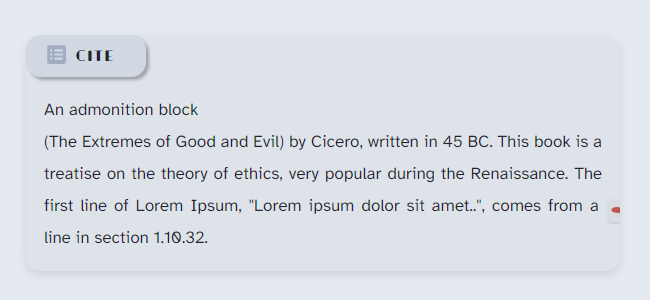 CITE
An admonition block
(The Extremes of Good and Evil) by Cicero, written in 45 BC. This book is a
treatise on the theory of ethics, very popular during the Renaissance. The
first line of Lorem Ipsum, "Lorem ipsum dolor sit amet..", comes from a
line in section 1.10.32.